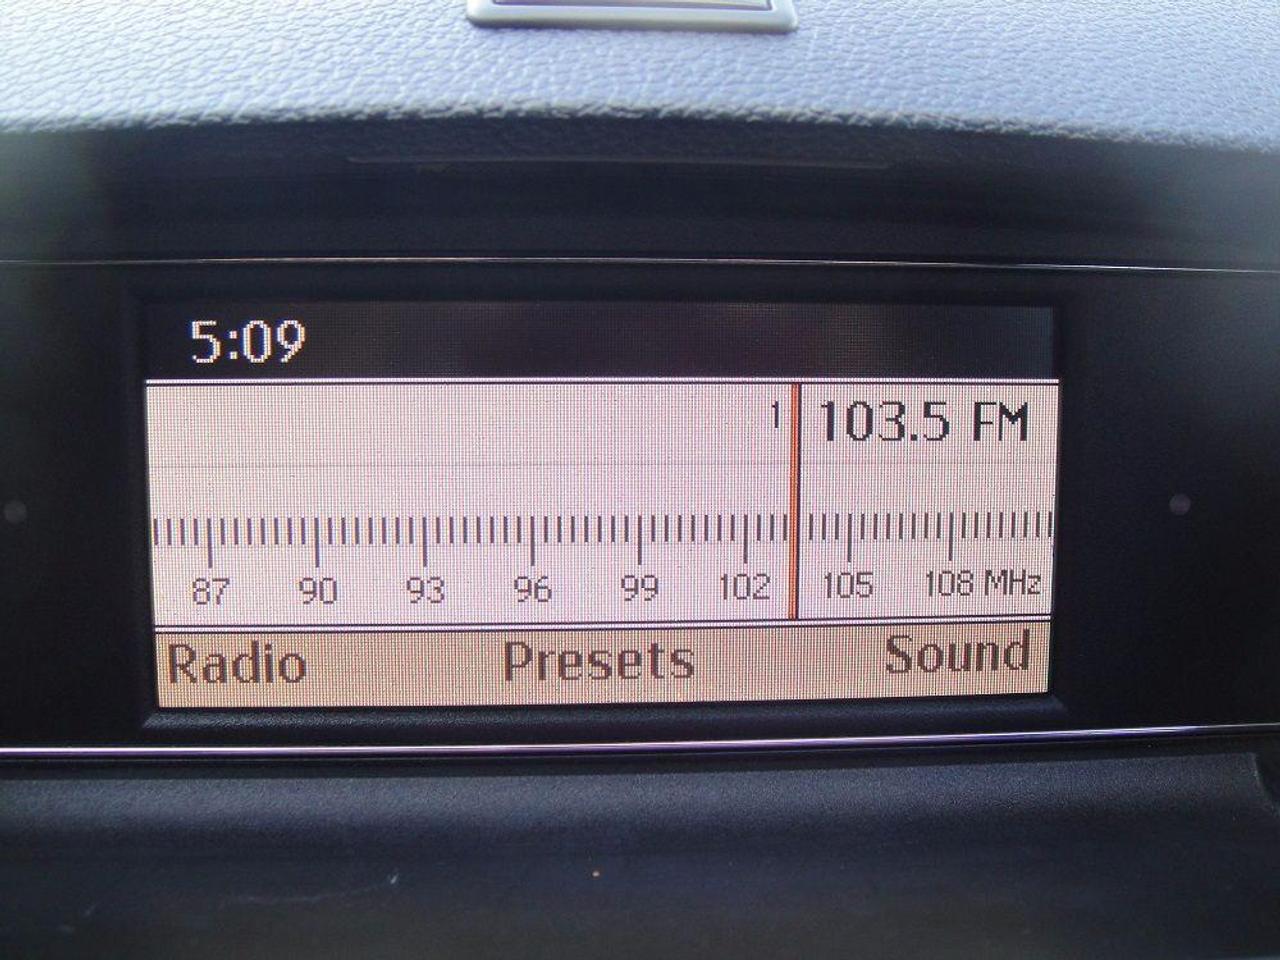 5:09
1 103.5 FM
87 90 93 96 99 102 105 108 MHz
Radio Presets Sound